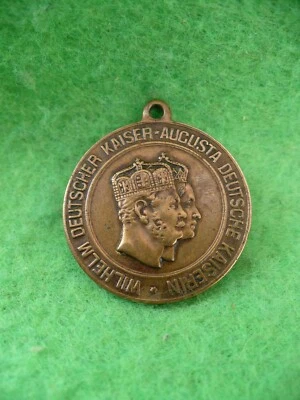 WILHELM DEUTSCHER KAISER-AUGUSTA DEUTSCHE KAISERIN •